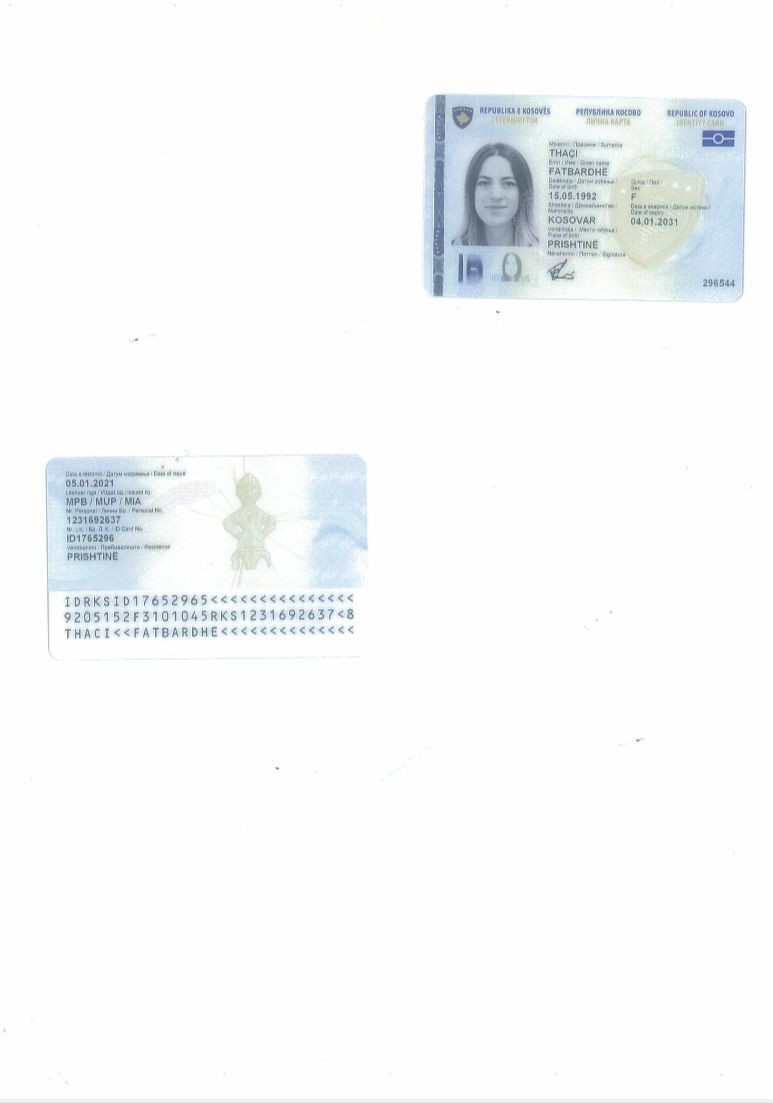 REPUBLIKA E KOSOVËS РЕПУБЛИКА КОСОВО REPUBLIC OF KOSOVO
LETËRNJOFTIM ЛИЧНА КАРТА IDENTITY CARD
Mbiemri / Презиме / Surname
THAÇI
Emri / Име / Given name
FATBARDHË
Datëlindja / Датум рођења / Gjinia / Пол /
Date of birth Sex
15.05.1992 F
Shtetësia / Држављанство / Data e skadimit / Датум истека /
Nationality Date of expiry
KOSOVAR 04.01.2031
Vendlindja / Место рођења /
Place of birth
PRISHTINË
Nënshkrimi / Потпис / Signature
296544
Data e lëshimit / Датум издавања / Date of issue
05.01.2021
Lëshuar nga / Издат од / Issued by
MPB / MUP / MIA
Nr. Personal / Лични Бр. / Personal No.
1231692637
Nr. L.K. / Бр. Л. К. / ID Card No.
ID1765296
Vendbanimi / Пребивалиште / Residence
PRISHTINË
IDRKSID17652965<<<<<<<<<<<<<<<
9205152F3101045RKS1231692637<8
THACI<<FATBARDHE<<<<<<<<<<<<<<